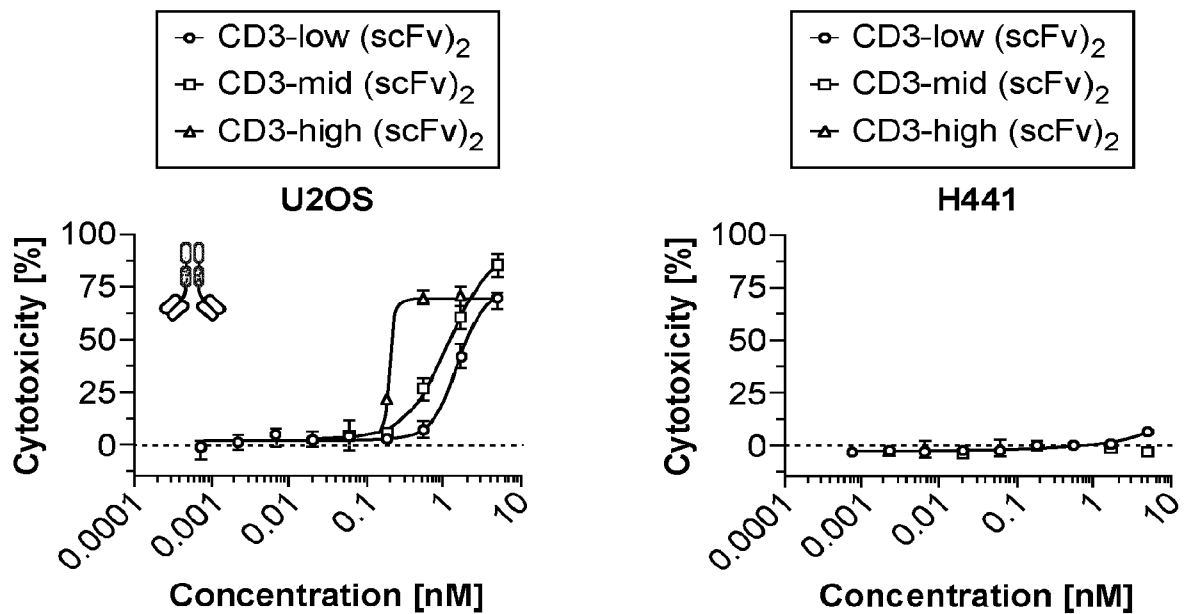 CD3-low (scFv)2
CD3-mid (scFv)2
CD3-high (scFv)2
U2OS
Cytotoxicity [%]
100
75
50
25
0
0.0001
0.001
0.01
0.1
1
10
Concentration [nM]
CD3-low (scFv)2
CD3-mid (scFv)2
CD3-high (scFv)2
H441
Cytotoxicity [%]
100
75
50
25
0
0.0001
0.001
0.01
0.1
1
10
Concentration [nM]